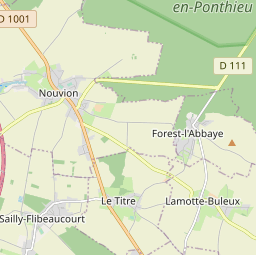 en-Ponthieu
D 1001
D 111
Nouvion
Forest-l'Abbaye
Le Titre
Lamotte-Buleux
Sailly-Flibeaucourt